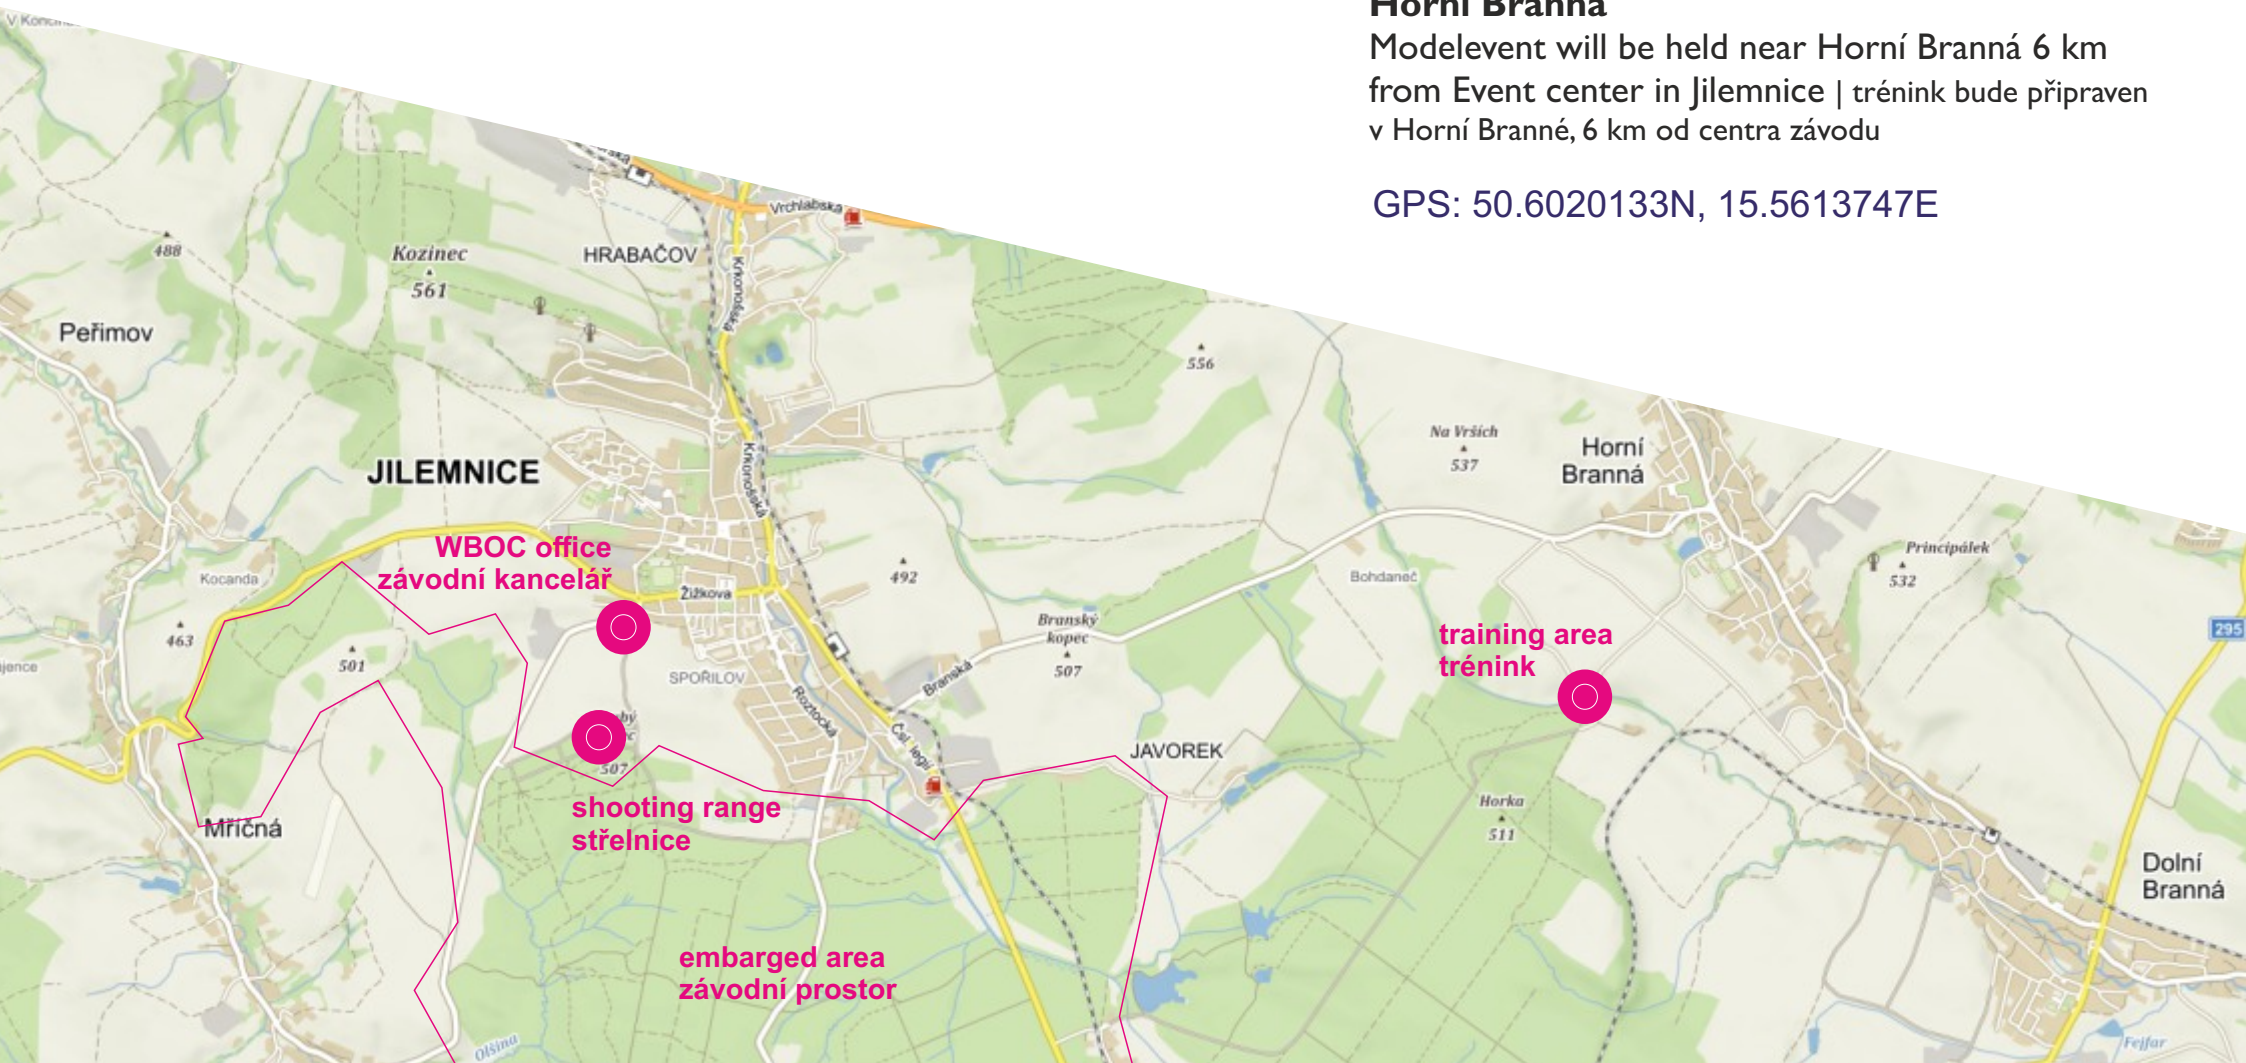 Horní Branná
Modelevent will be held near Horní Branná 6 km
from Event center in Jilemnice | trénink bude připraven
v Horní Branné, 6 km od centra závodu
GPS: 50.6020133N, 15.5613747E
Vrchlabská
488
Kozinec
561
HRABAČOV
Krkonošská
Peřimov
556
Na Vrších
537
Horní
Branná
JILEMNICE
Krkonošská
WBOC office
závodní kancelář
Kocanda
Žižkova
492
Bohdaneč
Principálek
532
295
463
501
Branský
kopec
507
training area
trénink
SPOŘILOV
Branská
Roztocká
Čsl. legií
JAVOREK
507
shooting range
střelnice
Mříčná
Horka
511
Dolní
Branná
embarged area
závodní prostor
Olšina
Fejfar